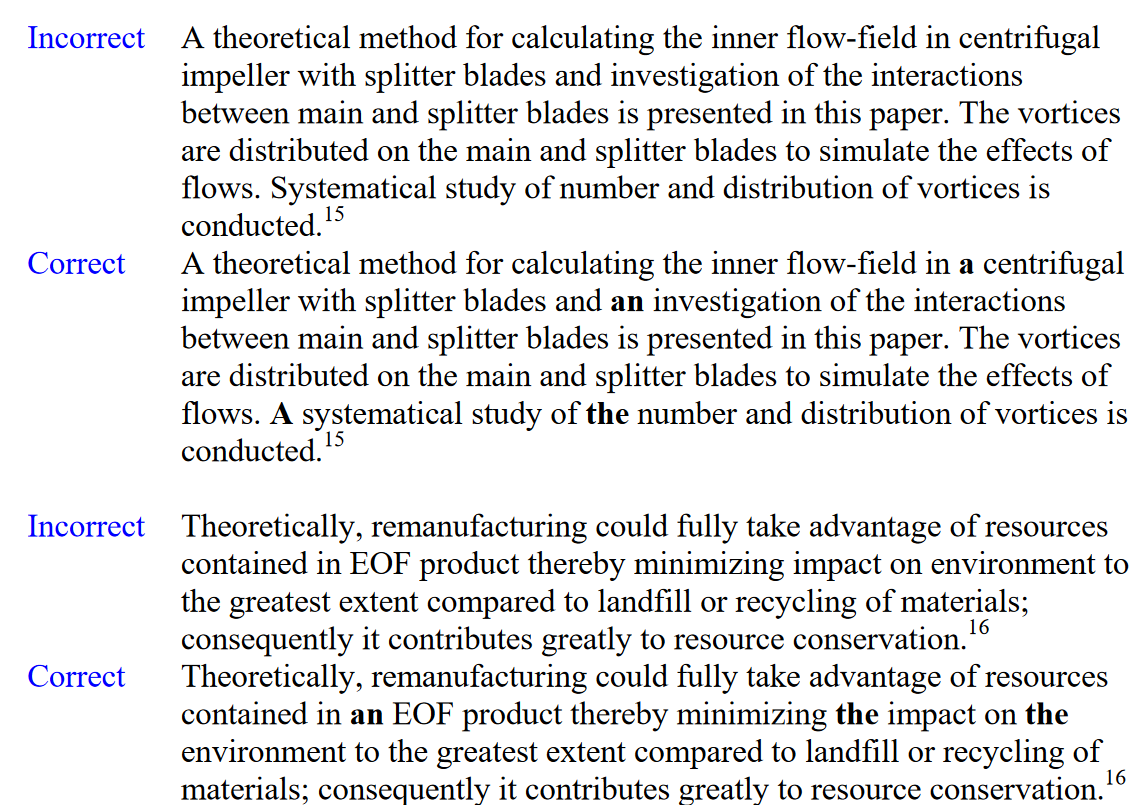 Incorrect A theoretical method for calculating the inner flow-field in centrifugal
impeller with splitter blades and investigation of the interactions
between main and splitter blades is presented in this paper. The vortices
are distributed on the main and splitter blades to simulate the effects of
flows. Systematical study of number and distribution of vortices is
conducted.15
Correct A theoretical method for calculating the inner flow-field in a centrifugal
impeller with splitter blades and an investigation of the interactions
between main and splitter blades is presented in this paper. The vortices
are distributed on the main and splitter blades to simulate the effects of
flows. A systematical study of the number and distribution of vortices is
conducted.15
Incorrect Theoretically, remanufacturing could fully take advantage of resources
contained in EOF product thereby minimizing impact on environment to
the greatest extent compared to landfill or recycling of materials;
consequently it contributes greatly to resource conservation.16
Correct Theoretically, remanufacturing could fully take advantage of resources
contained in an EOF product thereby minimizing the impact on the
environment to the greatest extent compared to landfill or recycling of
materials; consequently it contributes greatly to resource conservation.16